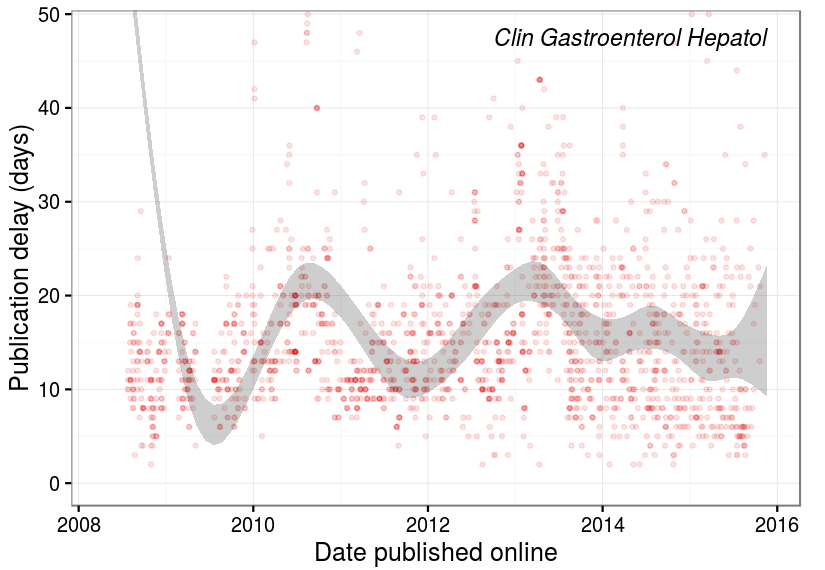 Clin Gastroenterol Hepatol
Publication delay (days)
50
40
30
20
10
0
2008 2010 2012 2014 2016
Date published online